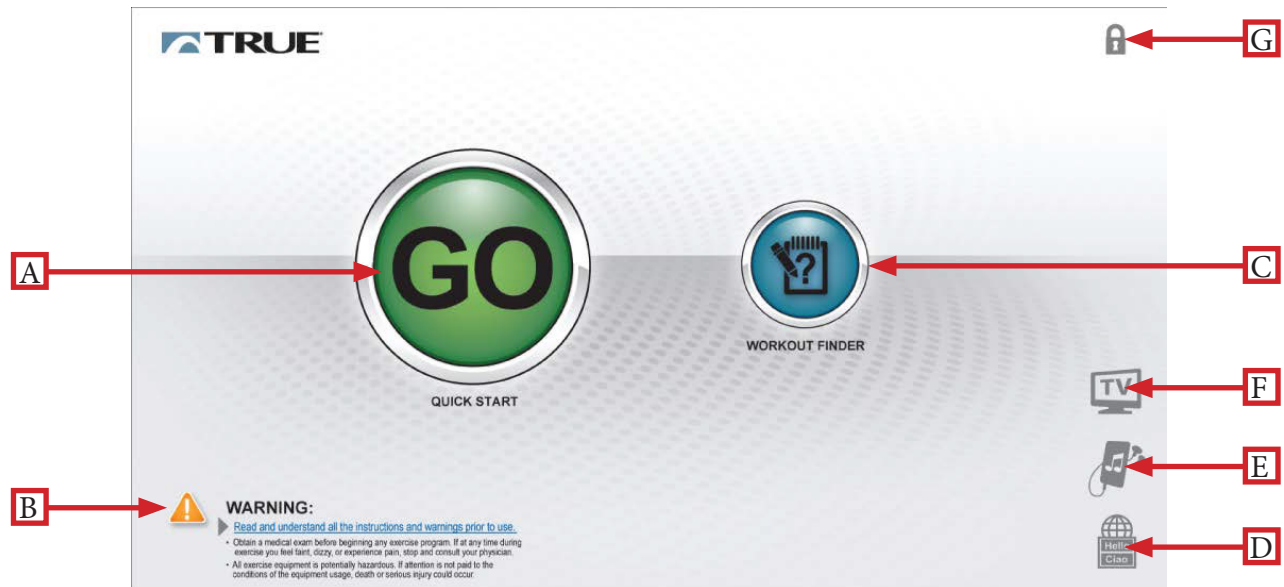 TRUE
G
A
GO
C
?
WORKOUT FINDER
QUICK START
TV
F
E
B
WARNING:
Read and understand all the instructions and warnings prior to use.
• Obtain a medical exam before beginning any exercise program. If at any time during
exercise you feel faint, dizzy, or experience pain, stop and consult your physician.
• All exercise equipment is potentially hazardous. If attention is not paid to the
conditions of the equipment usage, death or serious injury could occur.
Hello
Ciao
D